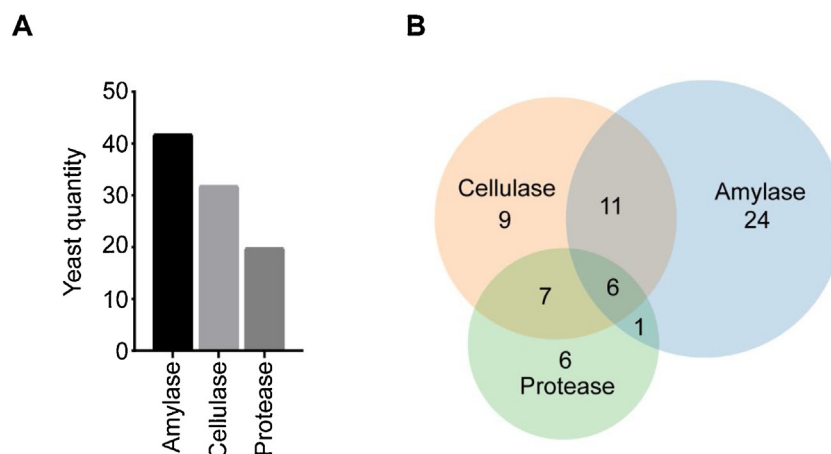 A
B
Yeast quantity
50
40
30
20
10
0
Amylase
Cellulase
Protease
Cellulase
9
11
Amylase
24
7
6
1
6
Protease